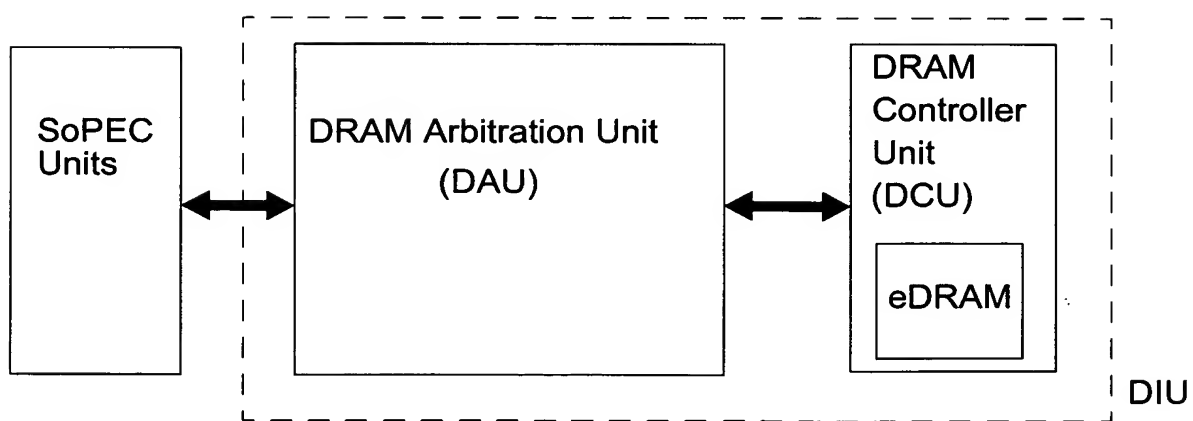 SoPEC
Units
DRAM Arbitration Unit
(DAU)
DRAM
Controller
Unit
(DCU)
eDRAM
DIU